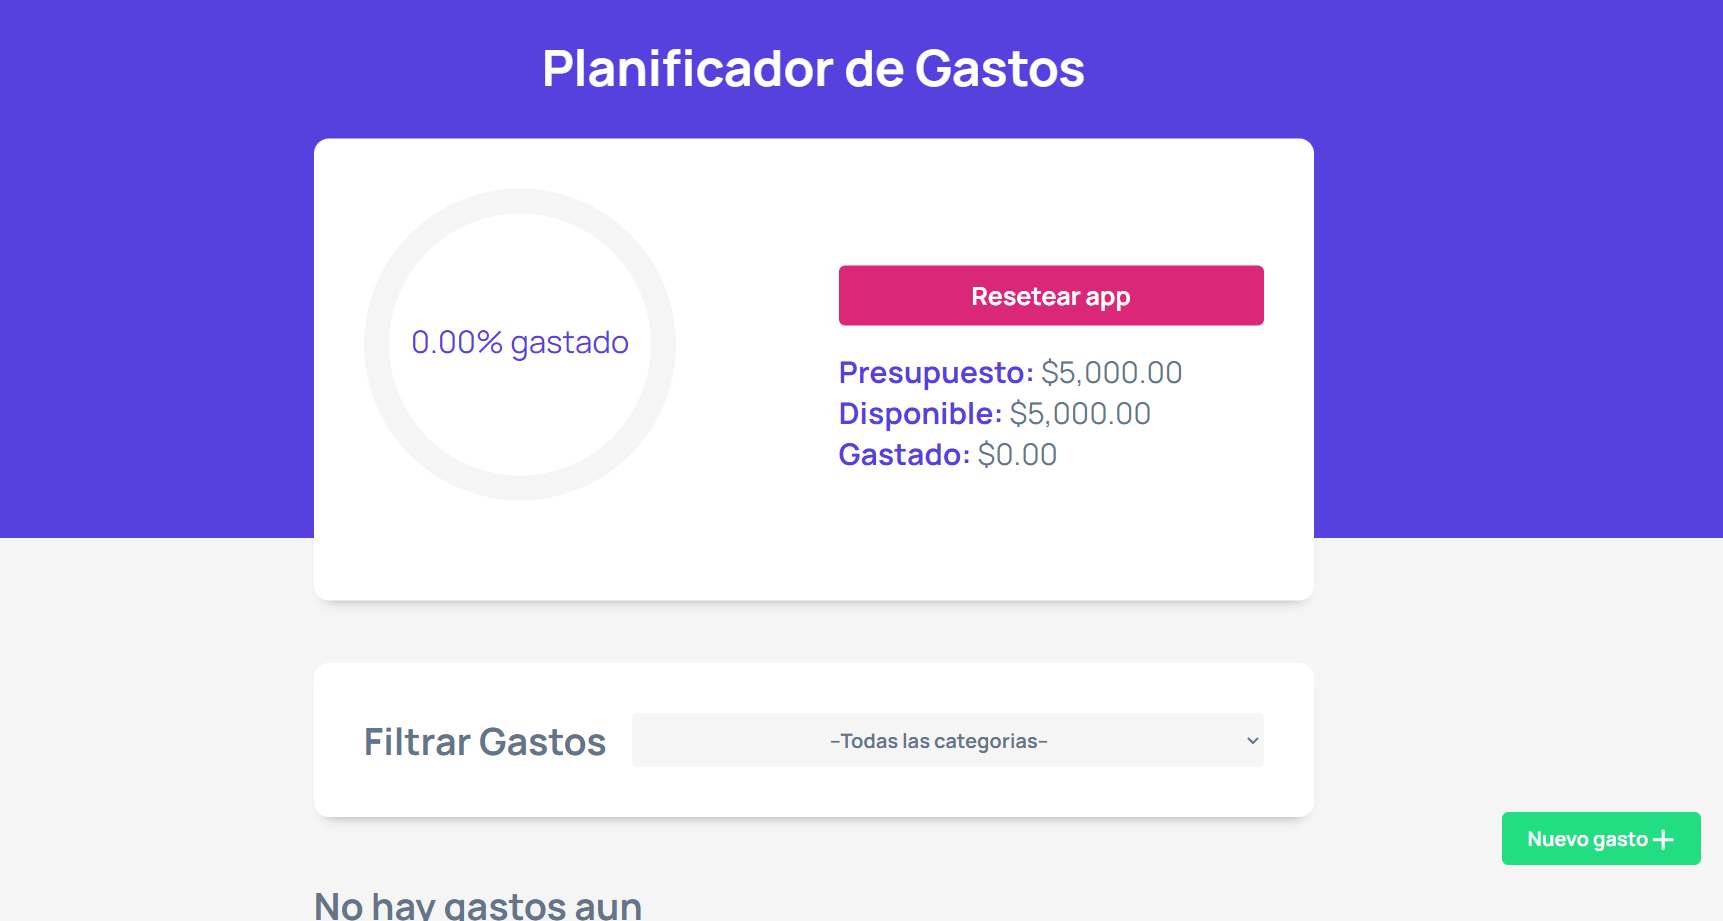 Planificador de Gastos
0.00% gastado
Resetear app
Presupuesto: $5,000.00
Disponible: $5,000.00
Gastado: $0.00
Filtrar Gastos
--Todas las categorias--
Nuevo gasto
No hay gastos aun